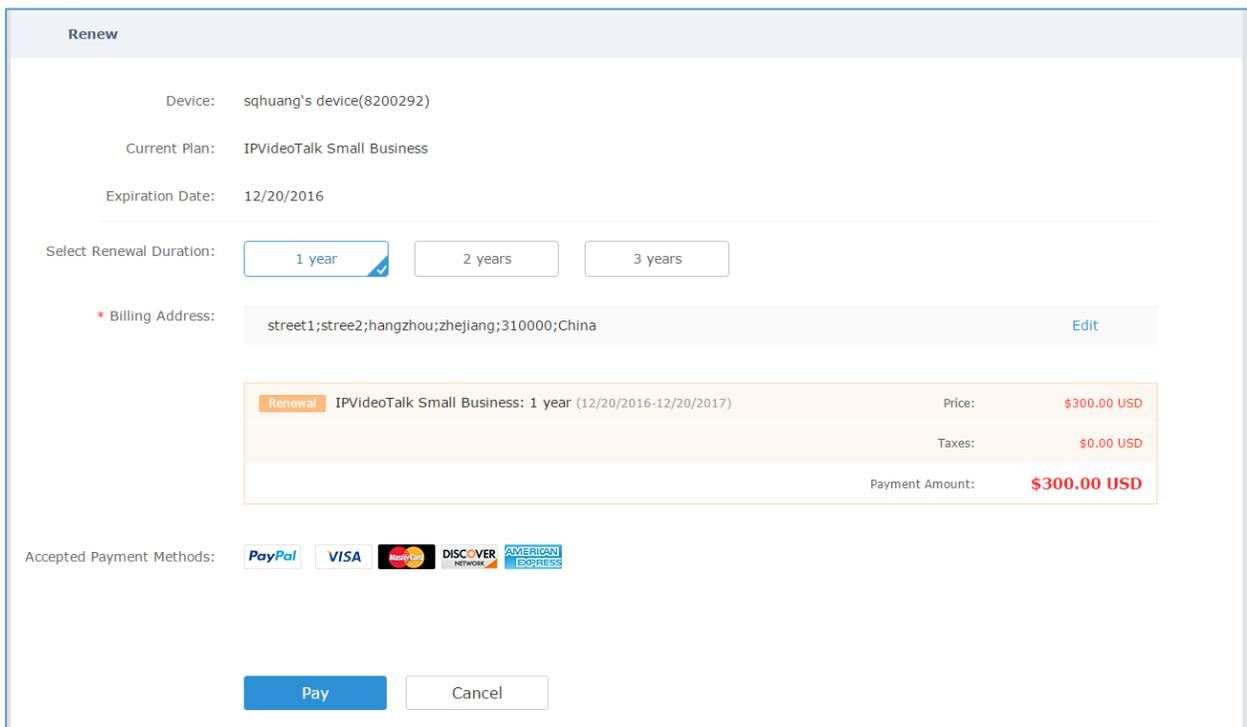 Renew
Device: sqhuang's device(8200292)
Current Plan: IPVideoTalk Small Business
Expiration Date: 12/20/2016
Select Renewal Duration: 1 year 2 years 3 years
* Billing Address: street1;stree2;hangzhou;zhejiang;310000;China Edit
Renewal IPVideoTalk Small Business: 1 year (12/20/2016-12/20/2017) Price: $300.00 USD
Taxes: $0.00 USD
Payment Amount: $300.00 USD
Accepted Payment Methods: PayPal VISA MasterCard DISCOVER NETWORK AMERICAN EXPRESS
Pay Cancel